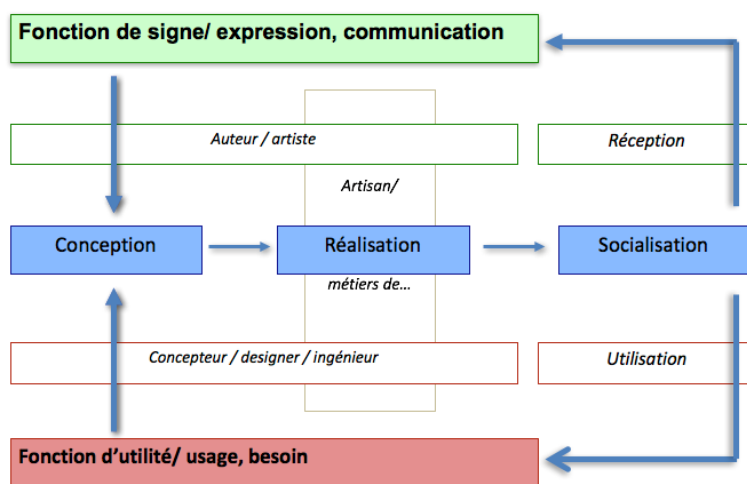 Fonction de signe/ expression, communication
Auteur / artiste
Réception
Artisan/
Conception
Réalisation
Socialisation
métiers de...
Concepteur / designer / ingénieur
Utilisation
Fonction d’utilité/ usage, besoin